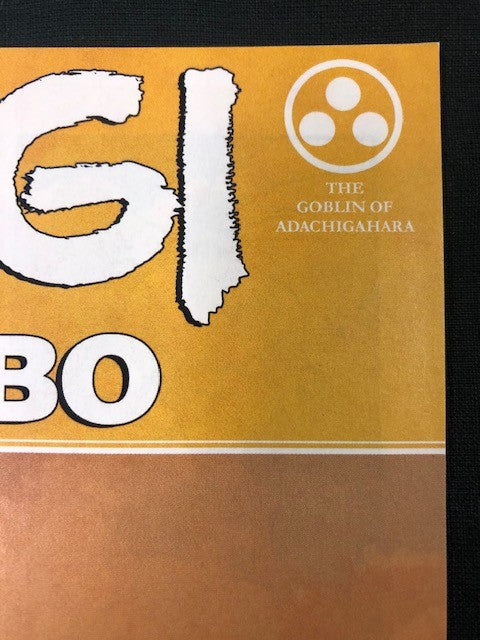 GI
BO
THE
GOBLIN OF
ADACHIGAHARA